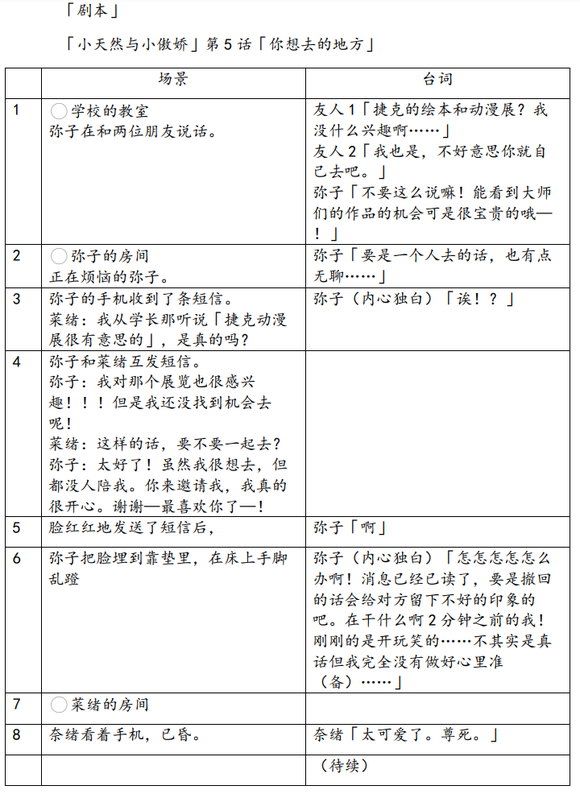 「剧本」
「小天然与小傲娇」第5话「你想去的地方」
场景
台词
1
◯学校的教室
弥子在和两位朋友说话。
友人1「捷克的绘本和动漫展？我
没什么兴趣啊……」
友人2「我也是，不好意思你就自
己去吧。」
弥子「不要这么说嘛！能看到大师
们的作品的机会可是很宝贵的哦—
！」
2
◯弥子的房间
正在烦恼的弥子。
弥子「要是一个人去的话，也有点
无聊……」
3
弥子的手机收到了条短信。
菜绪：我从学长那听说「捷克动漫
展很有意思的」，是真的吗？
弥子（内心独白）「诶！？」
4
弥子和菜绪互发短信。
弥子：我对那个展览也很感兴
趣！！！但是我还没找到机会去
呢！
菜绪：这样的话，要不要一起去？
弥子：太好了！虽然我很想去，但
都没人陪我。你来邀请我，我真的
很开心。谢谢—最喜欢你了—！
5
脸红红地发送了短信后，
弥子「啊」
6
弥子把脸埋到靠垫里，在床上手脚
乱蹬
弥子（内心独白）「怎怎怎怎怎么
办啊！消息已经已读了，要是撤回
的话会给对方留下不好的印象的
吧。在干什么啊2分钟之前的我！
刚刚的是开玩笑的……不其实是真
话但我完全没有做好心里准
（备）……」
7
◯菜绪的房间
8
奈绪看着手机，已昏。
奈绪「太可爱了。尊死。」
（待续）